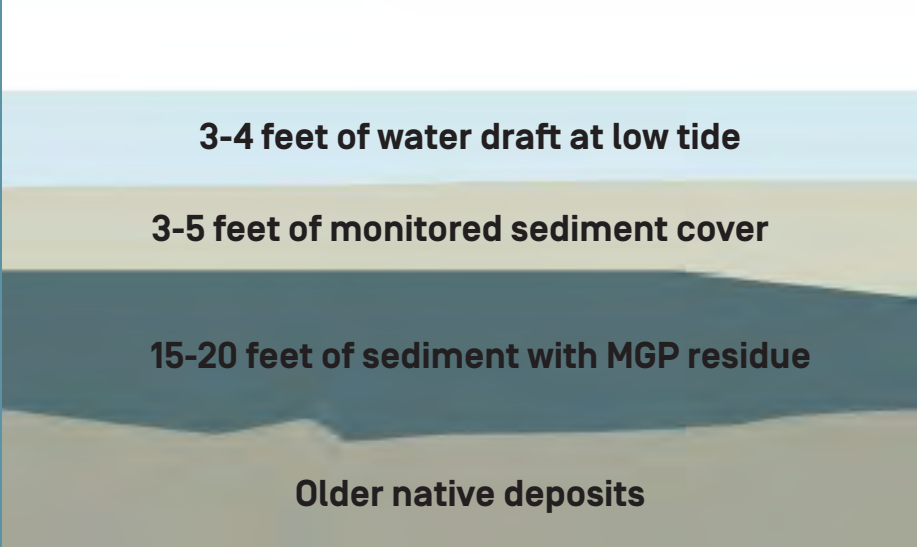 3-4 feet of water draft at low tide
3-5 feet of monitored sediment cover
15-20 feet of sediment with MGP residue
Older native deposits